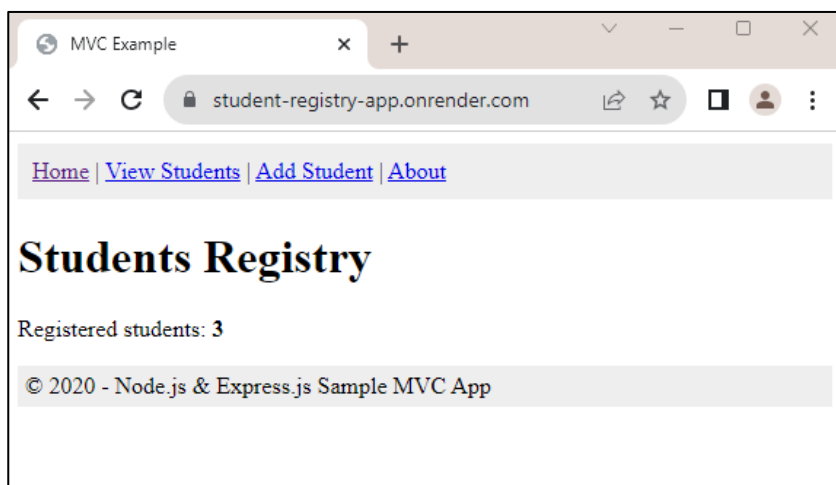 MVC Example
student-registry-app.onrender.com
Home | View Students | Add Student | About
Students Registry
Registered students: 3
© 2020 - Node.js & Express.js Sample MVC App